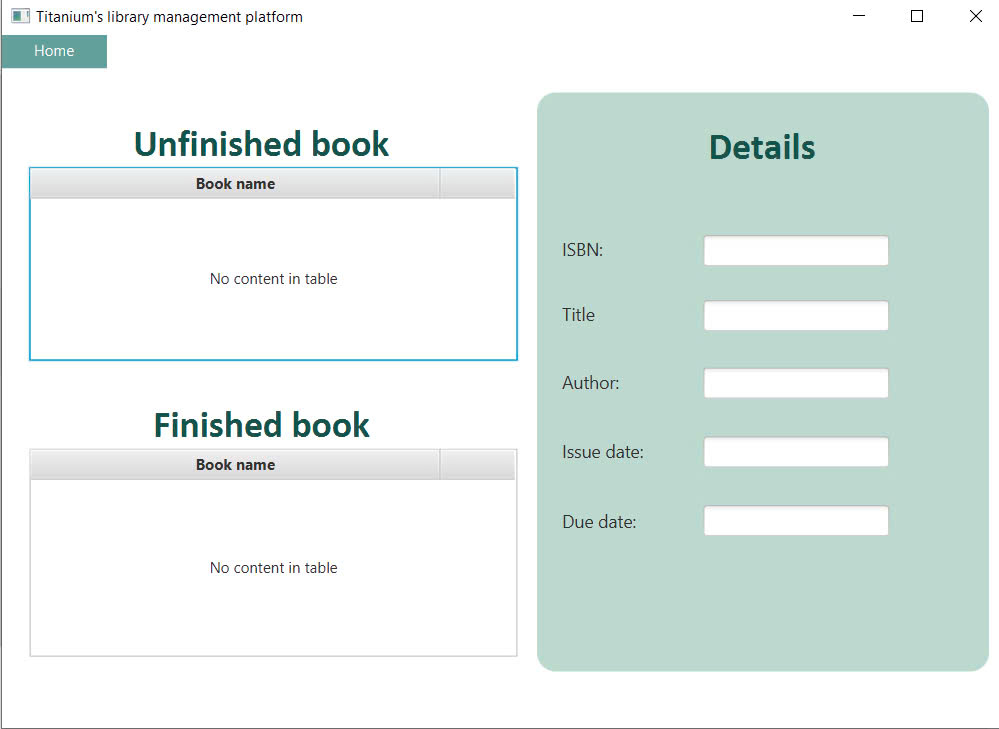 Titanium's library management platform
Home
Unfinished book
Book name
No content in table
Finished book
Book name
No content in table
Details
ISBN:
Title
Author:
Issue date:
Due date: